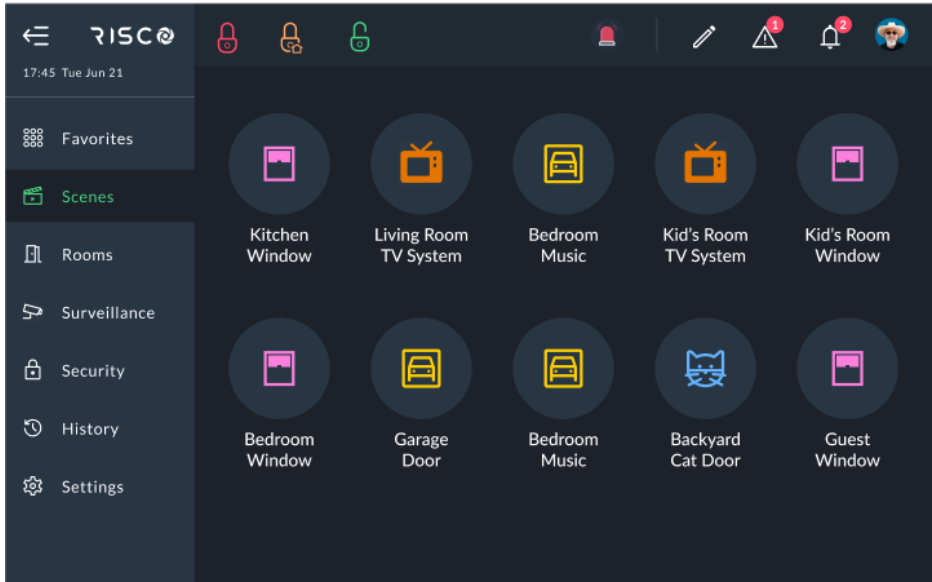 RISCO
1
2
17:45 Tue Jun 21
Favorites
Scenes
Rooms
Surveillance
Security
History
Settings
Kitchen
Window
Living Room
TV System
Bedroom
Music
Kid's Room
TV System
Kid's Room
Window
Bedroom
Window
Garage
Door
Bedroom
Music
Backyard
Cat Door
Guest
Window